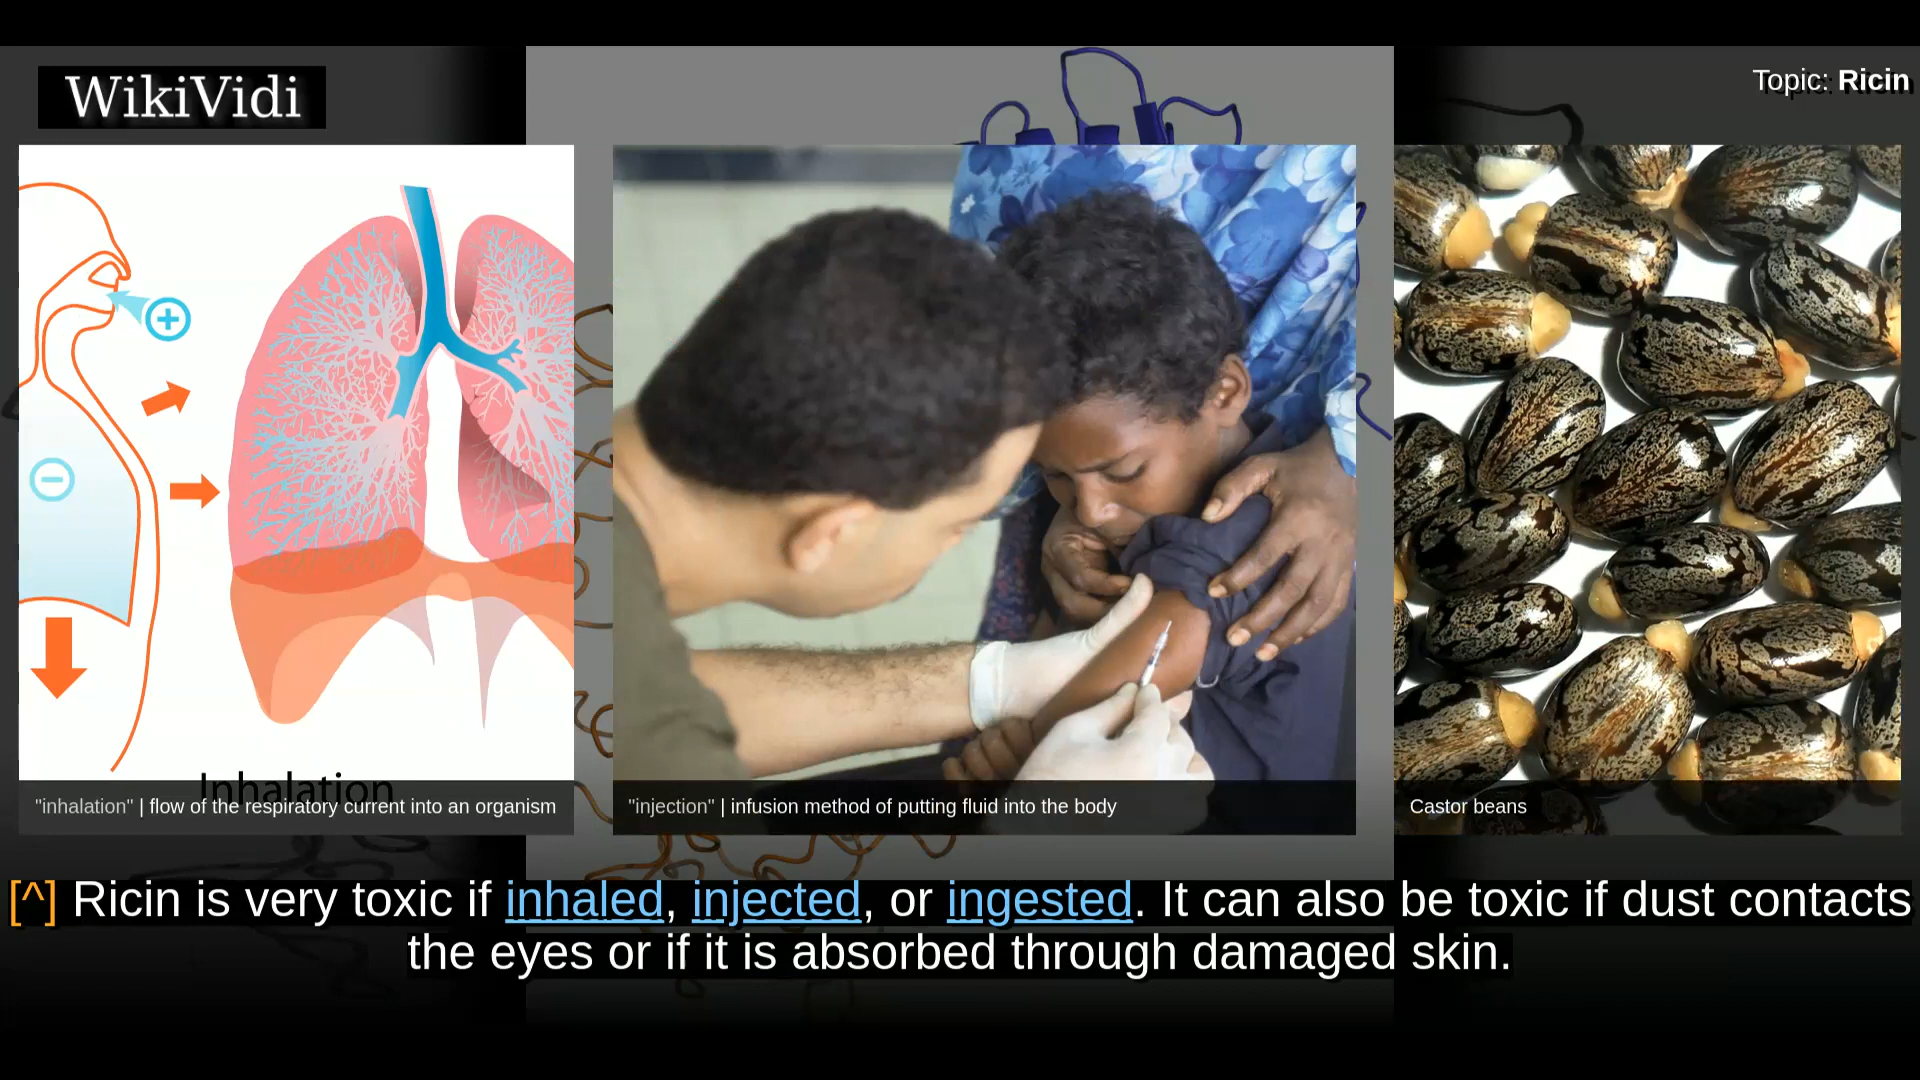 WikiVidi
Topic: Ricin
Inhalation
"inhalation" | flow of the respiratory current into an organism
"injection" | infusion method of putting fluid into the body
Castor beans
[^] Ricin is very toxic if inhaled, injected, or ingested. It can also be toxic if dust contacts
the eyes or if it is absorbed through damaged skin.